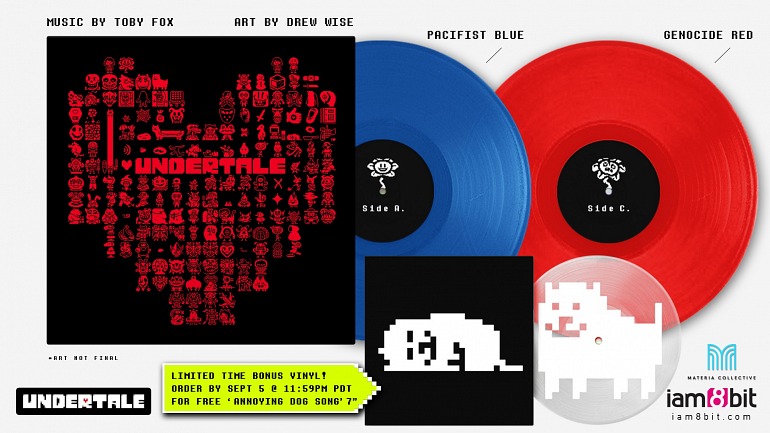 MUSIC BY TOBY FOX
ART BY DREW WISE
PACIFIST BLUE
GENOCIDE RED
UNDERTALE
Side A.
Side C.
*ART NOT FINAL
LIMITED TIME BONUS VINYL!
ORDER BY SEPT 5 @ 11:59PM PDT
FOR FREE 'ANNOYING DOG SONG' 7"
UNDERTALE
MATERIA COLLECTIVE
iam8bit
iam8bit.com